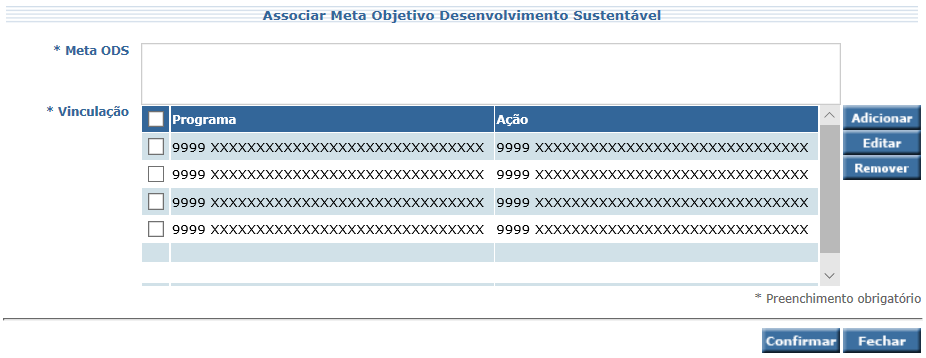 Associar Meta Objetivo Desenvolvimento Sustentável
* Meta ODS
* Vinculação
Programa Ação Adicionar
Editar
9999 XXXXXXXXXXXXXXXXXXXXXXXXXXXXXX 9999 XXXXXXXXXXXXXXXXXXXXXXXXXXXXXX
Remover
9999 XXXXXXXXXXXXXXXXXXXXXXXXXXXXXX 9999 XXXXXXXXXXXXXXXXXXXXXXXXXXXXXX
9999 XXXXXXXXXXXXXXXXXXXXXXXXXXXXXX 9999 XXXXXXXXXXXXXXXXXXXXXXXXXXXXXX
9999 XXXXXXXXXXXXXXXXXXXXXXXXXXXXXX 9999 XXXXXXXXXXXXXXXXXXXXXXXXXXXXXX
* Preenchimento obrigatório
Confirmar Fechar